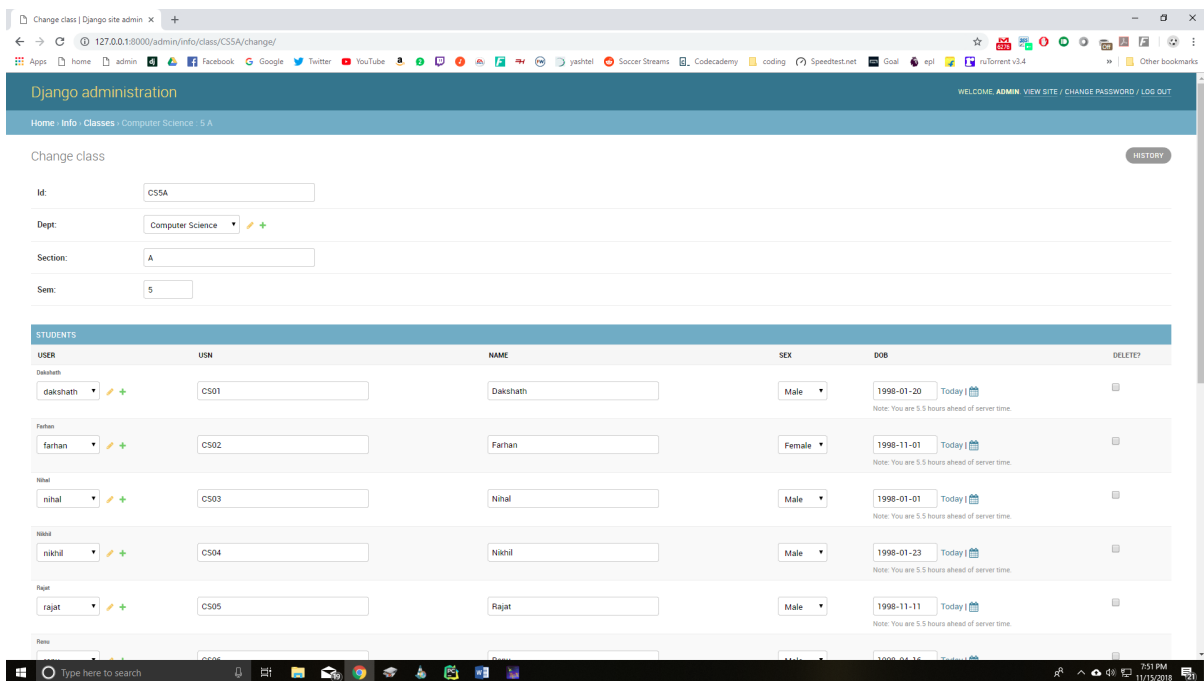 Change class | Django site admin
127.0.0.1:8000/admin/info/class/CS5A/change/
6276
Off
Apps home admin dj Facebook Google Twitter YouTube yashtel Soccer Streams Codecademy coding Speedtest.net Goal epl ruTorrent v3.4 » Other bookmarks
Django administration
WELCOME, ADMIN. VIEW SITE / CHANGE PASSWORD / LOG OUT
Home › Info › Classes › Computer Science : 5 A
Change class
HISTORY
Id: CS5A
Dept: Computer Science
Section: A
Sem: 5
STUDENTS
USER USN NAME SEX DOB DELETE?
Dakshath
dakshath CS01 Dakshath Male 1998-01-20 Today |
Note: You are 5.5 hours ahead of server time.
Farhan
farhan CS02 Farhan Female 1998-11-01 Today |
Note: You are 5.5 hours ahead of server time.
Nihal
nihal CS03 Nihal Male 1998-01-01 Today |
Note: You are 5.5 hours ahead of server time.
Nikhil
nikhil CS04 Nikhil Male 1998-01-23 Today |
Note: You are 5.5 hours ahead of server time.
Rajat
rajat CS05 Rajat Male 1998-11-11 Today |
Note: You are 5.5 hours ahead of server time.
Renu
Type here to search
7:51 PM
11/15/2018